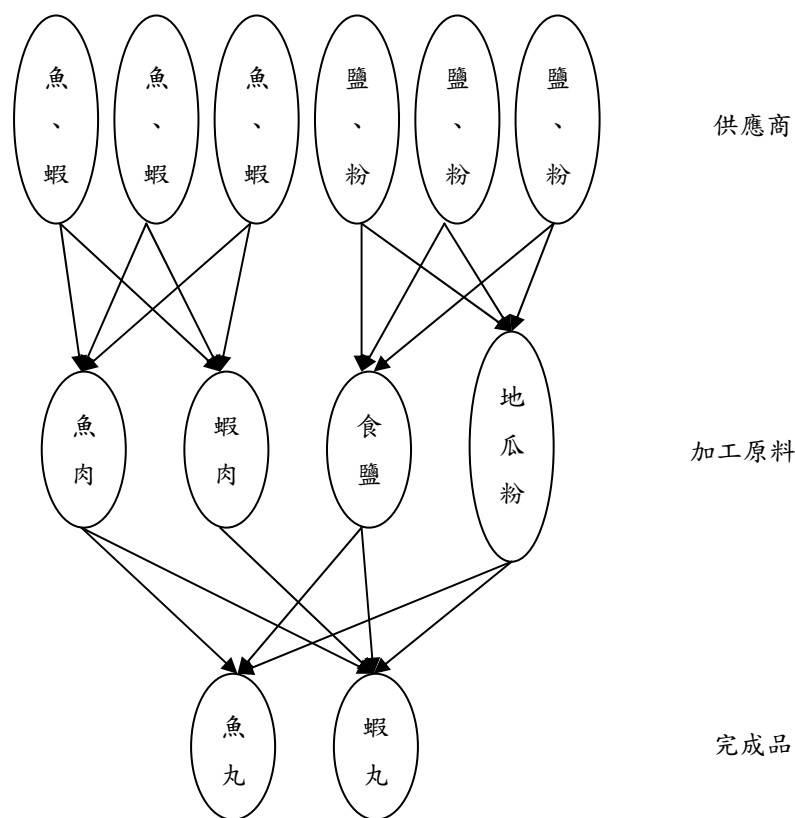 魚、蝦
魚、蝦
魚、蝦
鹽、粉
鹽、粉
鹽、粉
供應商
魚肉
蝦肉
食鹽
地瓜粉
加工原料
魚丸
蝦丸
完成品